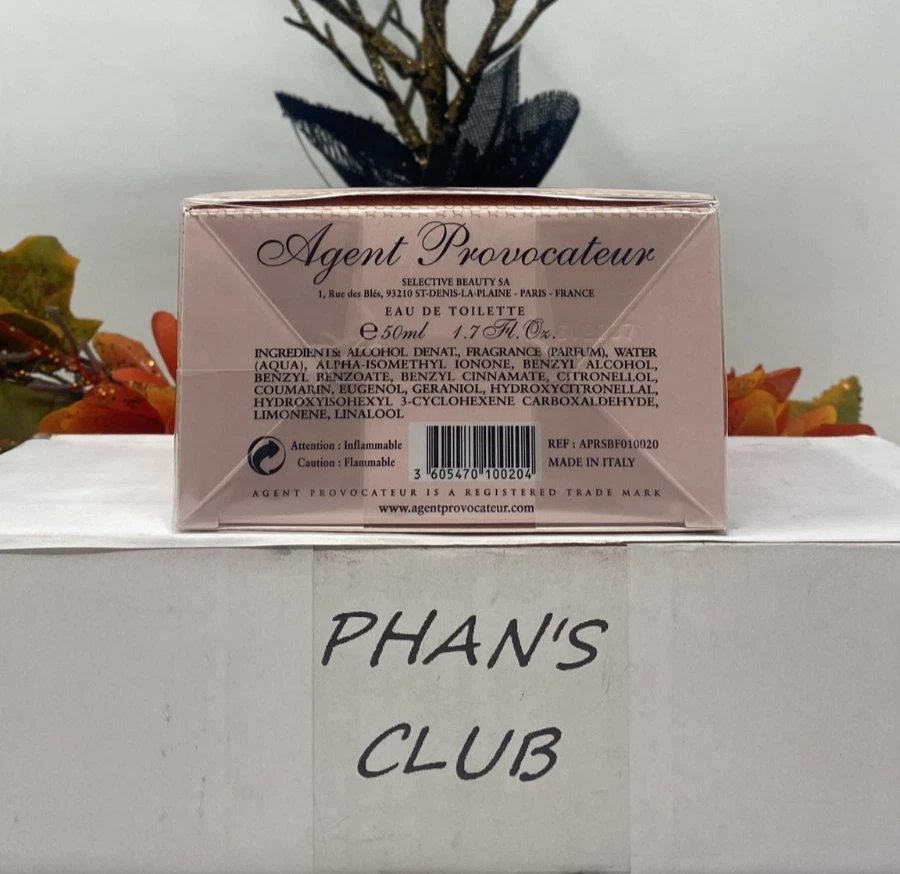 Agent Provocateur
SELECTIVE BEAUTY SA
1, Rue des Blés, 93210 ST-DENIS-LA-PLAINE - PARIS - FRANCE
EAU DE TOILETTE
℮ 50ml 1.7 Fl. Oz.
INGREDIENTS: ALCOHOL DENAT., FRAGRANCE (PARFUM), WATER
(AQUA), ALPHA-ISOMETHYL IONONE, BENZYL ALCOHOL,
BENZYL BENZOATE, BENZYL CINNAMATE, CITRONELLOL,
COUMARIN, EUGENOL, GERANIOL, HYDROXYCITRONELLAL,
HYDROXYISOHEXYL 3-CYCLOHEXENE CARBOXALDEHYDE,
LIMONENE, LINALOOL
Attention : Inflammable
Caution : Flammable
3 605470 100204
REF : APRSBF010020
MADE IN ITALY
AGENT PROVOCATEUR IS A REGISTERED TRADE MARK
www.agentprovocateur.com
PHAN'S
CLUB